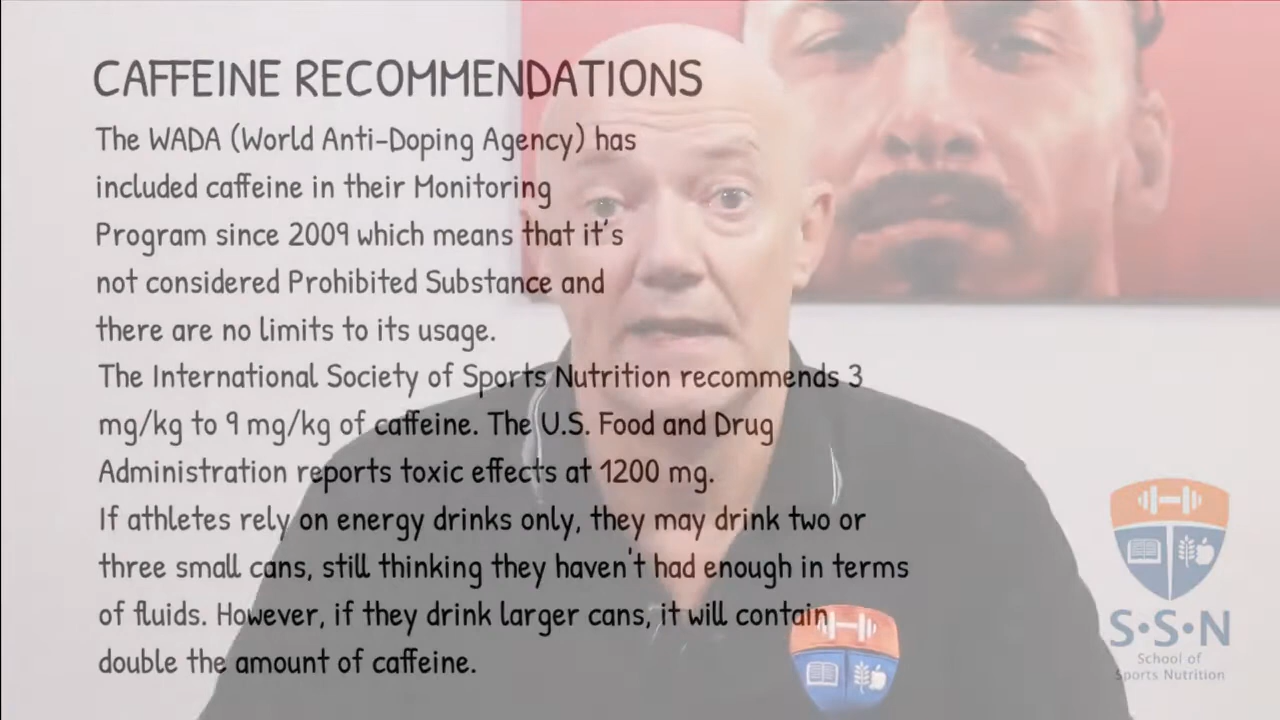 CAFFEINE RECOMMENDATIONS
The WADA (World Anti-Doping Agency) has
included caffeine in their Monitoring
Program since 2009 which means that it's
not considered Prohibited Substance and
there are no limits to its usage.
The International Society of Sports Nutrition recommends 3
mg/kg to 9 mg/kg of caffeine. The U.S. Food and Drug
Administration reports toxic effects at 1200 mg.
If athletes rely on energy drinks only, they may drink two or
three small cans, still thinking they haven't had enough in terms
of fluids. However, if they drink larger cans, it will contain
double the amount of caffeine.
S•S•N
School of
Sports Nutrition